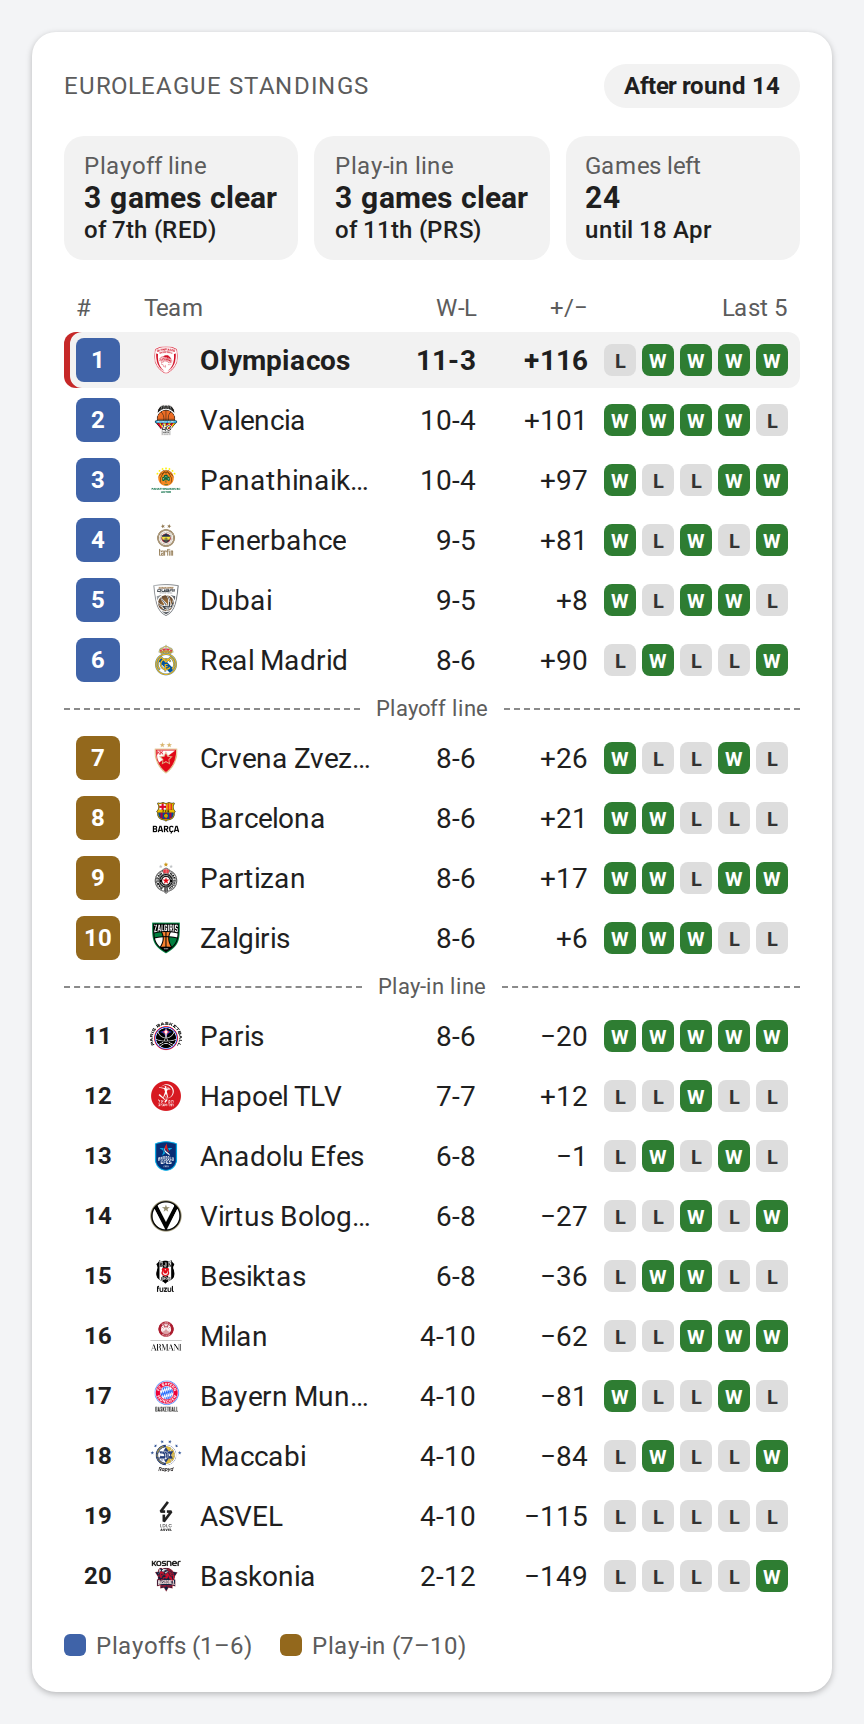 EUROLEAGUE STANDINGS
After round 14
Playoff line
3 games clear
of 7th (RED)
Play-in line
3 games clear
of 11th (PRS)
Games left
24
until 18 Apr
# Team W-L +/− Last 5
1 Olympiacos 11-3 +116 L W W W W
2 Valencia 10-4 +101 W W W W L
3 Panathinaik... 10-4 +97 W L L W W
4 Fenerbahce 9-5 +81 W L W L W
5 Dubai 9-5 +8 W L W W L
6 Real Madrid 8-6 +90 L W L L W
Playoff line
7 Crvena Zvez... 8-6 +26 W L L W L
BARÇA
8 Barcelona 8-6 +21 W W L L L
9 Partizan 8-6 +17 W W L W W
ZALGIRIS
10 Zalgiris 8-6 +6 W W W L L
Play-in line
11 Paris 8-6 −20 W W W W W
12 Hapoel TLV 7-7 +12 L L W L L
13 Anadolu Efes 6-8 −1 L W L W L
14 Virtus Bolog... 6-8 −27 L L W L W
fuzul
15 Besiktas 6-8 −36 L W W L L
ARMANI
16 Milan 4-10 −62 L L W W W
17 Bayern Mun... 4-10 −81 W L L W L
18 Maccabi 4-10 −84 L W L L W
19 ASVEL 4-10 −115 L L L L L
kosner
20 Baskonia 2-12 −149 L L L L W
Playoffs (1–6)
Play-in (7–10)